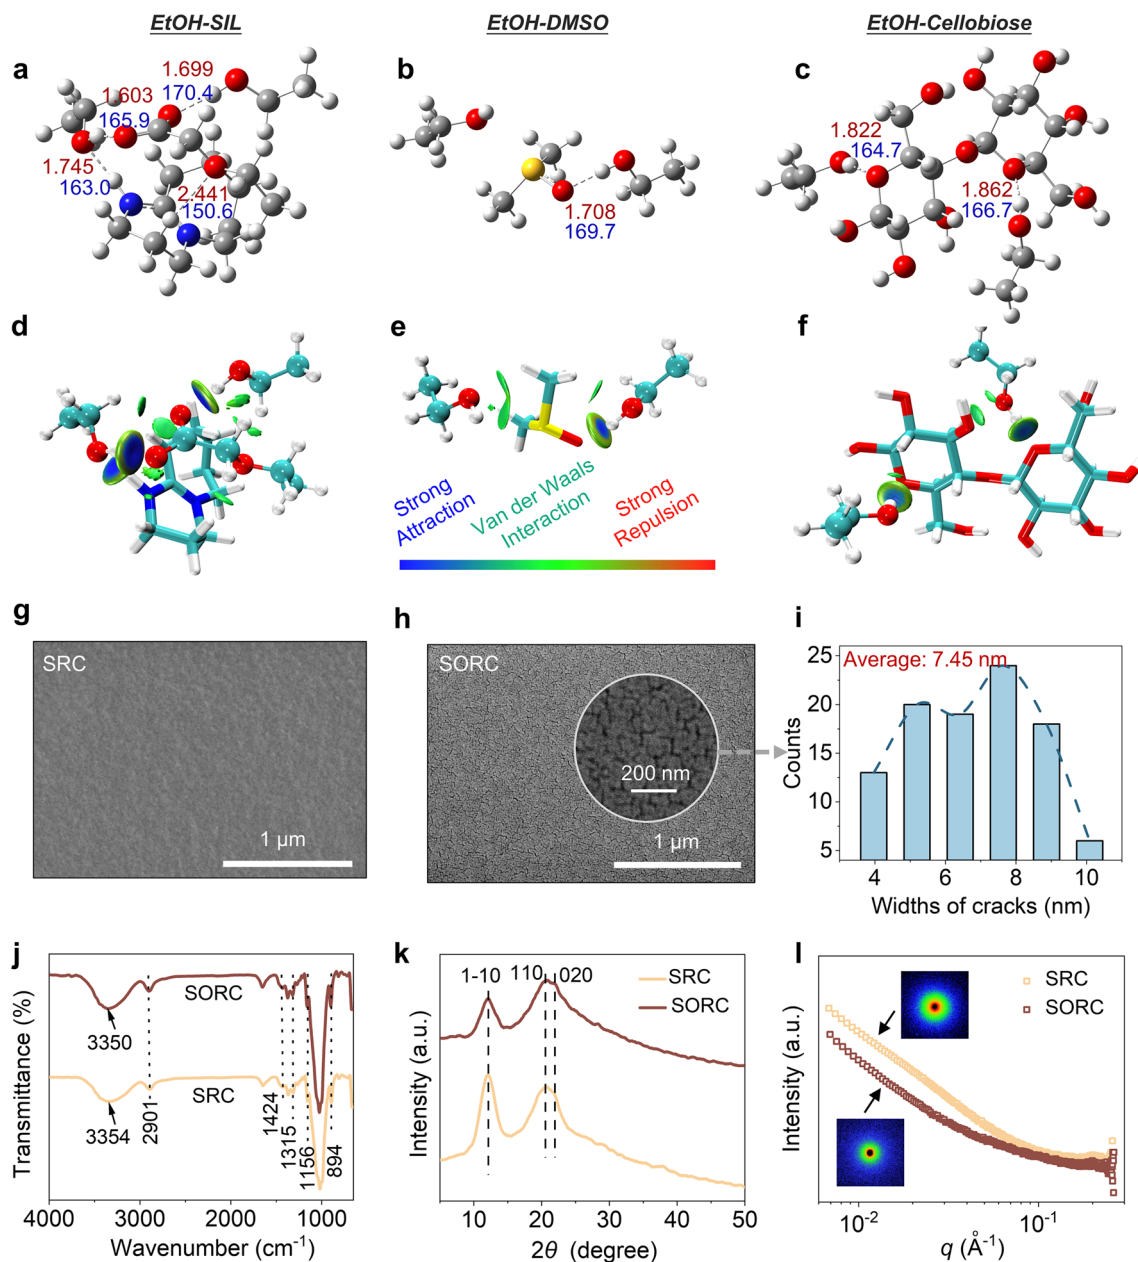 EtOH-SIL
EtOH-DMSO
EtOH-Cellobiose
a
1.699
170.4
1.603
165.9
1.745
163.0
2.441
150.6
b
1.708
169.7
c
1.822
164.7
1.862
166.7
d
e
Strong
Attraction
Van der Waals
Interaction
Strong
Repulsion
f
g
SRC
1 μm
h
SORC
200 nm
1 μm
i
Average: 7.45 nm
25
20
15
10
5
Counts
4
6
8
10
Widths of cracks (nm)
j
SORC
3350
SRC
3354
2901
1424
1315
1156
894
Transmittance (%)
4000
3000
2000
1000
Wavenumber (cm⁻¹)
k
1-10
110
020
SRC
SORC
Intensity (a.u.)
10
20
30
40
50
2θ (degree)
l
SRC
SORC
Intensity (a.u.)
10⁻²
10⁻¹
q (Å⁻¹)